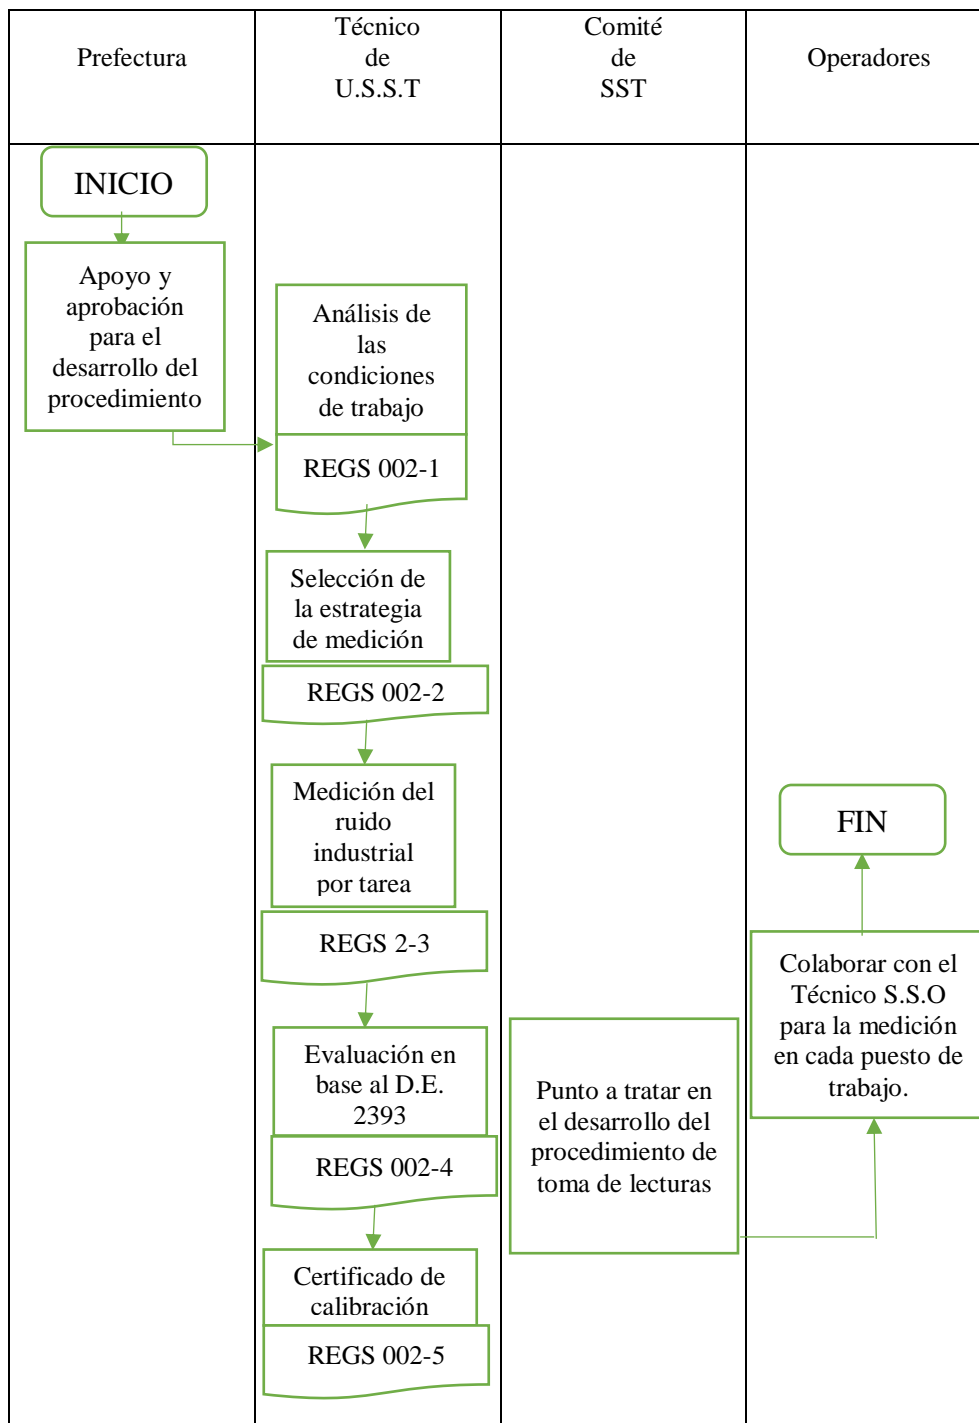 Prefectura
Técnico
de
U.S.S.T
Comité
de
SST
Operadores
INICIO
Apoyo y
aprobación
para el
desarrollo del
procedimiento
Análisis de
las
condiciones
de trabajo
REGS 002-1
Selección de
la estrategia
de medición
REGS 002-2
Medición del
ruido
industrial
por tarea
REGS 2-3
Evaluación en
base al D.E.
2393
REGS 002-4
Certificado de
calibración
REGS 002-5
Punto a tratar en
el desarrollo del
procedimiento de
toma de lecturas
FIN
Colaborar con el
Técnico S.S.O
para la medición
en cada puesto de
trabajo.